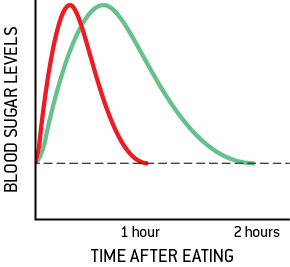 BLOOD SUGAR LEVELS
1 hour
2 hours
TIME AFTER EATING